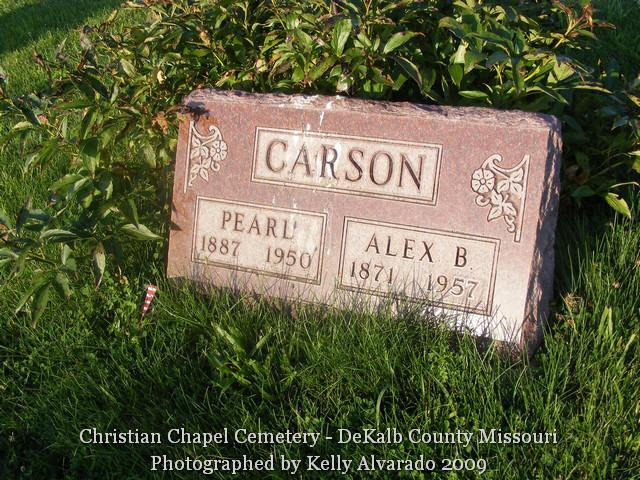 CARSON
PEARL
1887 1950
ALEX B.
1871 1957
Christian Chapel Cemetery - DeKalb County Missouri
Photographed by Kelly Alvarado 2009